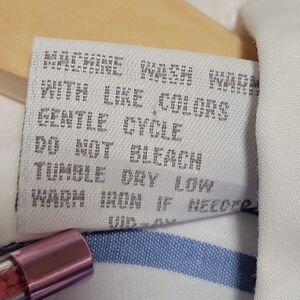 MACHINE WASH WARM
WITH LIKE COLORS
GENTLE CYCLE
DO NOT BLEACH
TUMBLE DRY LOW
WARM IRON IF NEEDED